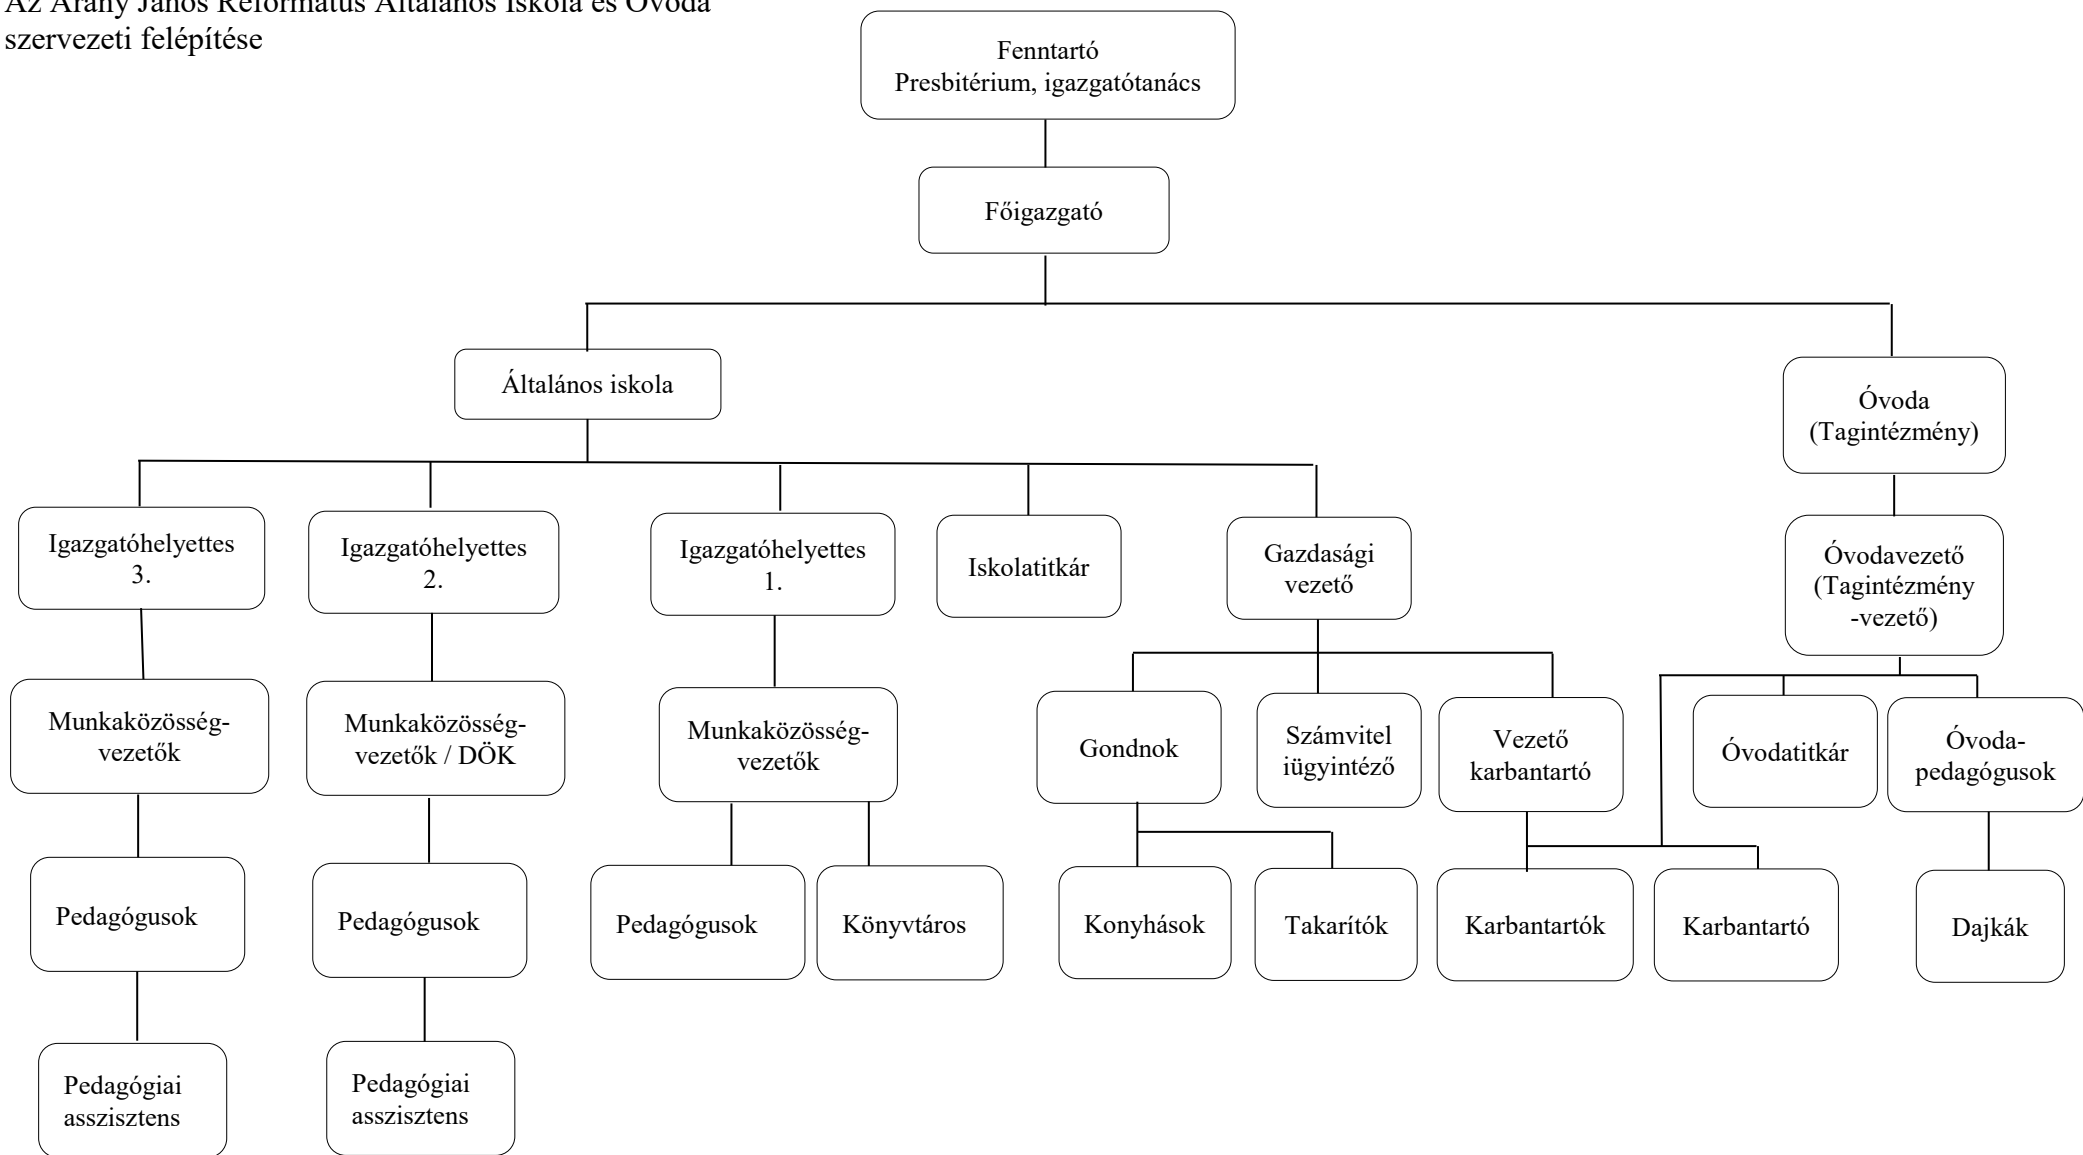 Az Arany János Református Általános Iskola és Óvoda
szervezeti felépítése
Fenntartó
Presbitérium, igazgatótanács
Főigazgató
Általános iskola
Óvoda
(Tagintézmény)
Igazgatóhelyettes
3.
Igazgatóhelyettes
2.
Igazgatóhelyettes
1.
Iskolatitkár
Gazdasági
vezető
Óvodavezető
(Tagintézmény
-vezető)
Munkaközösség-
vezetők
Munkaközösség-
vezetők / DÖK
Munkaközösség-
vezetők
Gondnok
Számvitel
iügyintéző
Vezető
karbantartó
Óvodatitkár
Óvoda-
pedagógusok
Pedagógusok
Pedagógusok
Pedagógusok
Könyvtáros
Konyhások
Takarítók
Karbantartók
Karbantartó
Dajkák
Pedagógiai
asszisztens
Pedagógiai
asszisztens